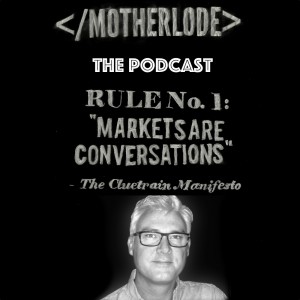 </MOTHERLODE>
THE PODCAST
RULE No. 1:
"MARKETS ARE
CONVERSATIONS"
- The Cluetrain Manifesto